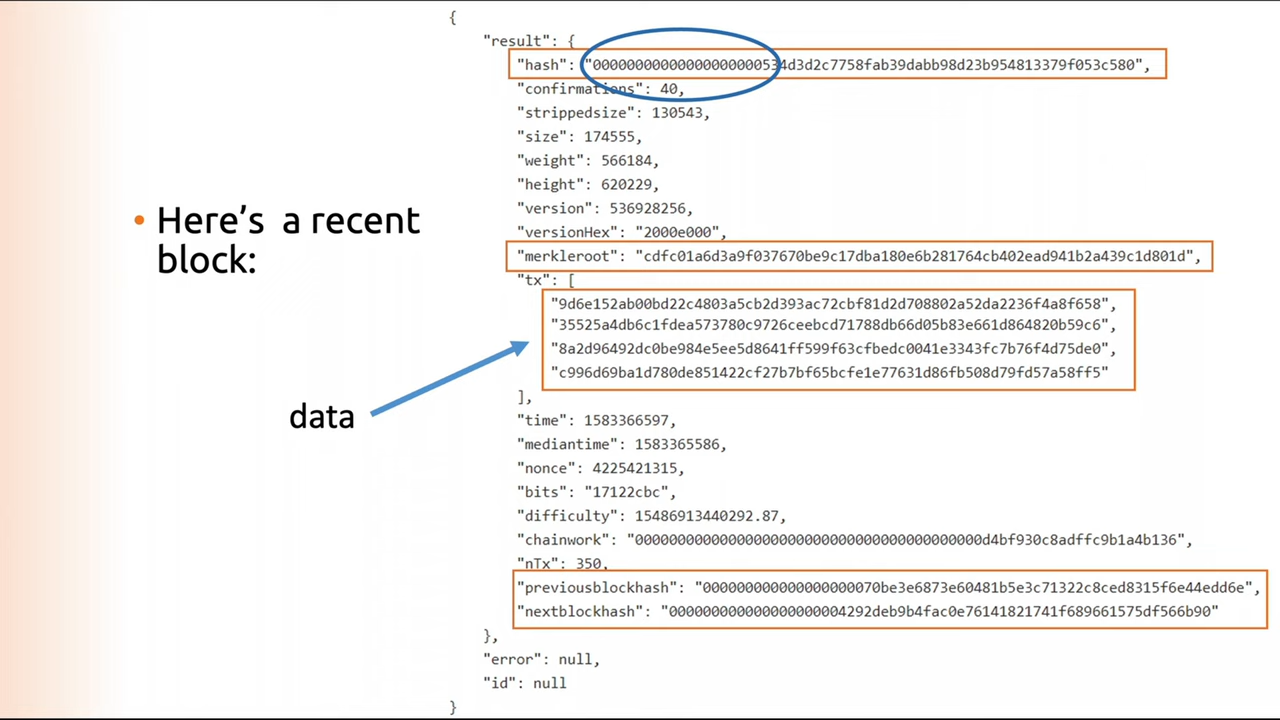 {
"result": {
"hash": "0000000000000000000534d3d2c7758fab39dabb98d23b954813379f053c580",
"confirmations": 40,
"strippedsize": 130543,
"size": 174555,
"weight": 566184,
"height": 620229,
"version": 536928256,
"versionHex": "2000e000",
"merkleroot": "cdfc01a6d3a9f037670be9c17dba180e6b281764cb402ead941b2a439c1d801d",
"tx": [
"9d6e152ab00bd22c4803a5cb2d393ac72cbf81d2d708802a52da2236f4a8f658",
"35525a4db6c1fdea573780c9726ceebcd71788db66d05b83e661d864820b59c6",
"8a2d96492dc0be984e5ee5d8641ff599f63cfbedc0041e3343fc7b76f4d75de0",
"c996d69ba1d780de851422cf27b7bf65bcfe1e77631d86fb508d79fd57a58ff5"
],
"time": 1583366597,
"mediantime": 1583365586,
"nonce": 4225421315,
"bits": "17122cbc",
"difficulty": 15486913440292.87,
"chainwork": "00000000000000000000000000000000000000000d4bf930c8adffc9b1a4b136",
"nTx": 350,
"previousblockhash": "000000000000000000070be3e6873e60481b5e3c71322c8ced8315f6e44edd6e",
"nextblockhash": "000000000000000000004292deb9b4fac0e76141821741f689661575df566b90"
},
"error": null,
"id": null
}
• Here's a recent
block:
data